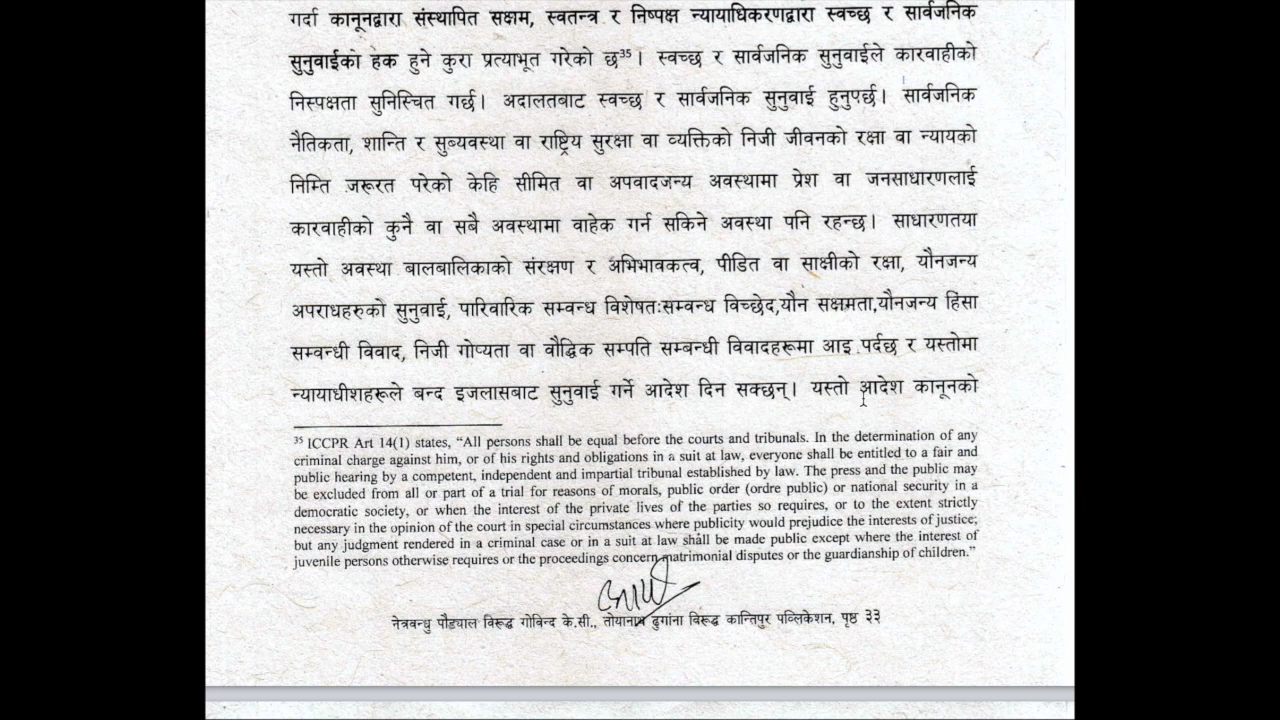 गर्दा कानूनद्वारा संस्थापित सक्षम, स्वतन्त्र र निष्पक्ष न्यायाधिकरणद्वारा स्वच्छ र सार्वजनिक
सुनुवाईको हक हुने कुरा प्रत्याभूत गरेको छ³⁵। स्वच्छ र सार्वजनिक सुनुवाईले कारवाहीको
निस्पक्षता सुनिस्चित गर्छ। अदालतबाट स्वच्छ र सार्वजनिक सुनुवाई हुनुपर्छ। सार्वजनिक
नैतिकता, शान्ति र सुब्यवस्था वा राष्ट्रिय सुरक्षा वा व्यक्तिको निजी जीवनको रक्षा वा न्यायको
निम्ति जरूरत परेको केहि सीमित वा अपवादजन्य अवस्थामा प्रेश वा जनसाधारणलाई
कारवाहीको कुनै वा सबै अवस्थामा वाहेक गर्न सकिने अवस्था पनि रहन्छ। साधारणतया
यस्तो अवस्था बालबालिकाको संरक्षण र अभिभावकत्व, पीडित वा साक्षीको रक्षा, यौनजन्य
अपराधहरुको सुनुवाई, पारिवारिक सम्वन्ध विशेषतःसम्वन्ध विच्छेद,यौन सक्षमता,यौनजन्य हिंसा
सम्वन्धी विवाद, निजी गोप्यता वा वौद्धिक सम्पति सम्बन्धी विवादहरूमा आइ पर्दछ र यस्तोमा
न्यायाधीशहरूले बन्द इजलासबाट सुनुवाई गर्ने आदेश दिन सक्छन्। यस्तो आदेश कानूनको
³⁵ ICCPR Art 14(1) states, “All persons shall be equal before the courts and tribunals. In the determination of any
criminal charge against him, or of his rights and obligations in a suit at law, everyone shall be entitled to a fair and
public hearing by a competent, independent and impartial tribunal established by law. The press and the public may
be excluded from all or part of a trial for reasons of morals, public order (ordre public) or national security in a
democratic society, or when the interest of the private lives of the parties so requires, or to the extent strictly
necessary in the opinion of the court in special circumstances where publicity would prejudice the interests of justice;
but any judgment rendered in a criminal case or in a suit at law shall be made public except where the interest of
juvenile persons otherwise requires or the proceedings concern matrimonial disputes or the guardianship of children.”
नेत्रवन्धु पौड्याल विरूद्ध गोविन्द के.सी., तोयानाथ ढुगांना विरूद्ध कान्तिपुर पव्लिकेशन, पृष्ठ ३३